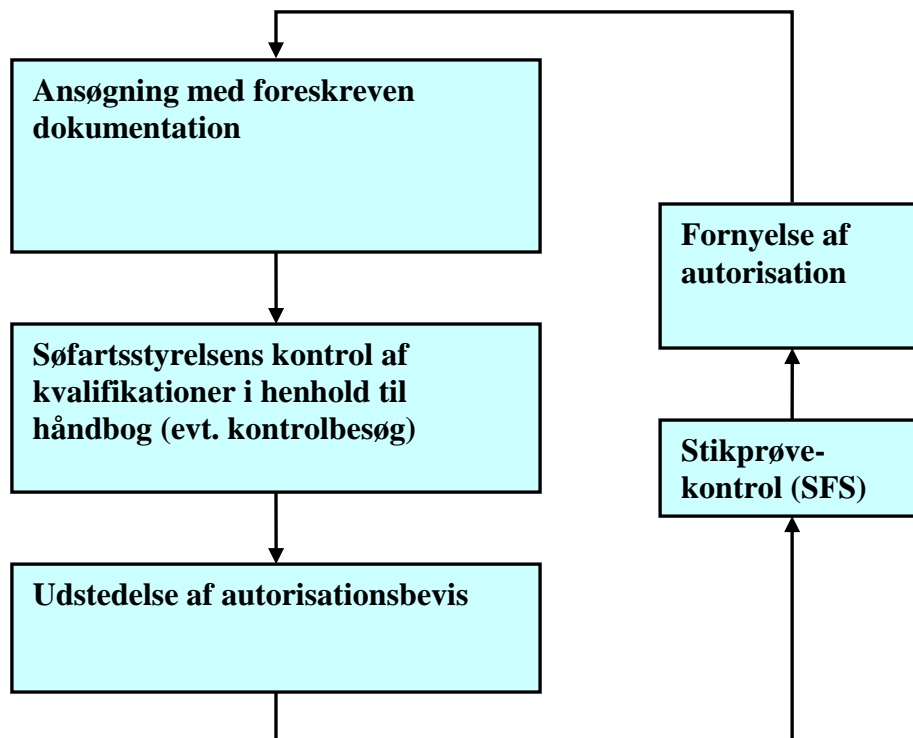 Ansøgning med foreskreven
dokumentation
Søfartsstyrelsens kontrol af
kvalifikationer i henhold til
håndbog (evt. kontrolbesøg)
Udstedelse af autorisationsbevis
Fornyelse af
autorisation
Stikprøve-
kontrol (SFS)